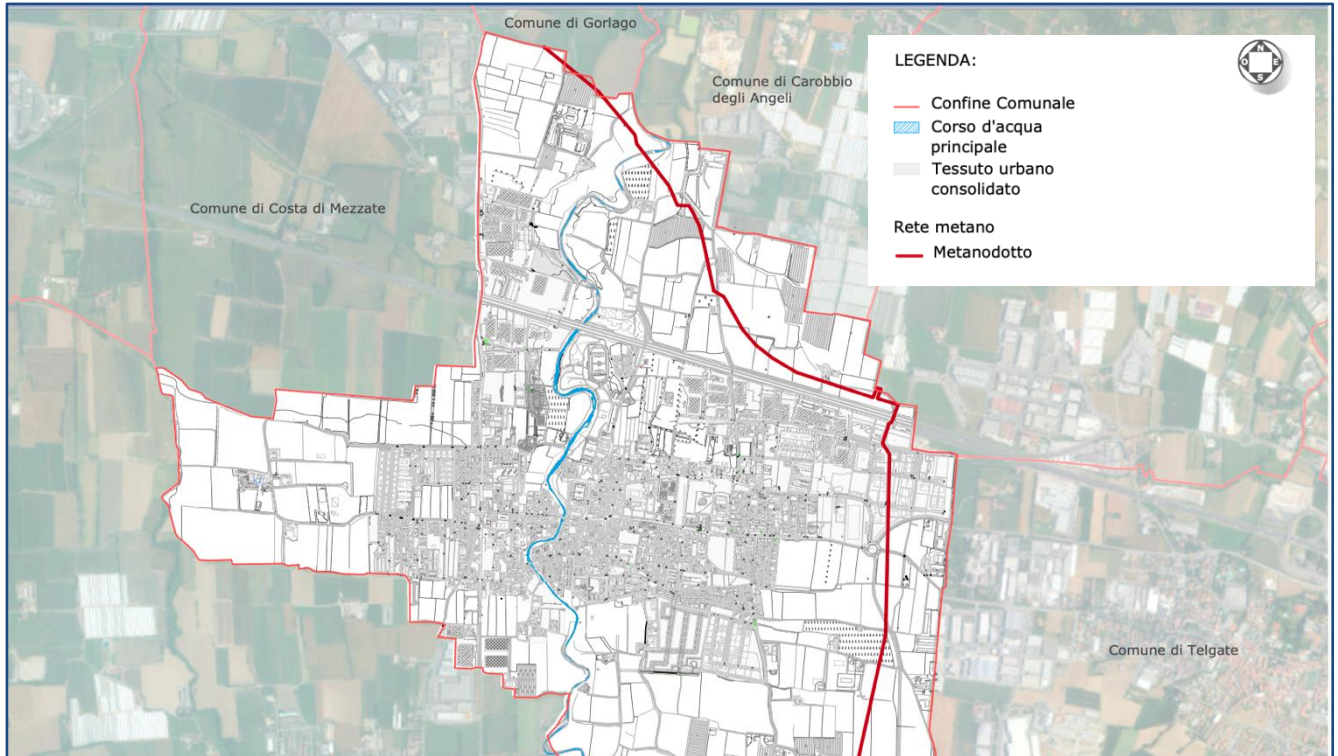 Comune di Gorlago
Comune di Carobbio
degli Angeli
Comune di Costa di Mezzate
LEGENDA:
N
O E
S
Confine Comunale
Corso d'acqua
principale
Tessuto urbano
consolidato
Rete metano
Metanodotto
Comune di Telgate